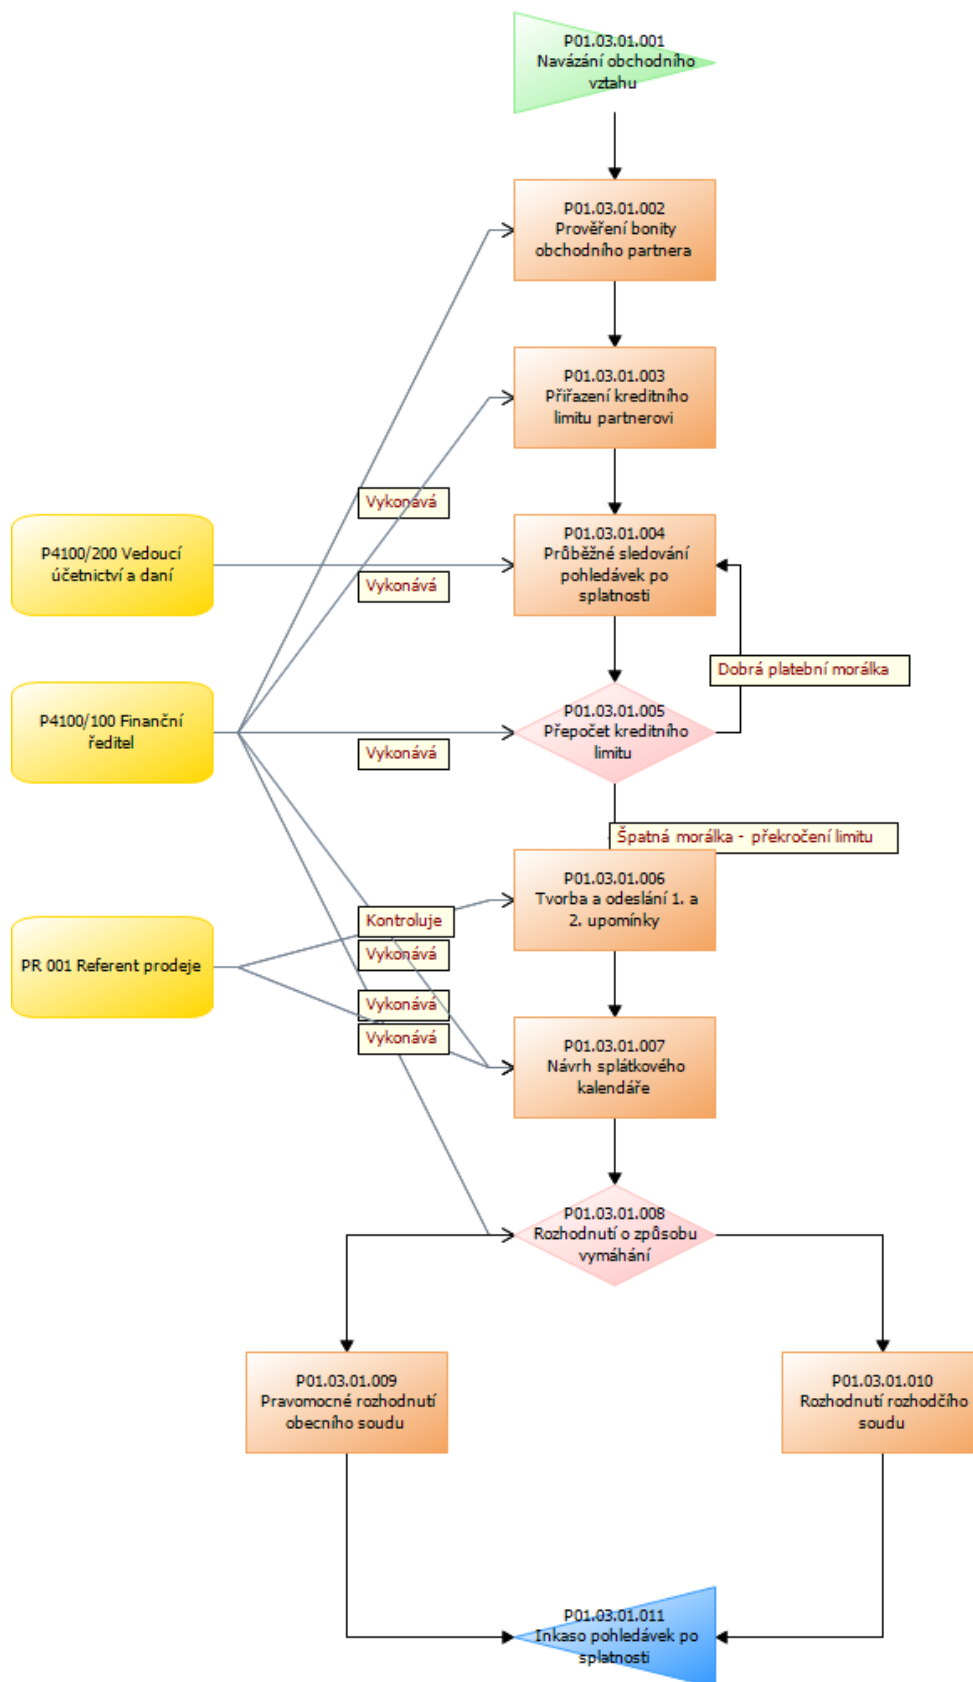 P01.03.01.001
Navázání obchodního
vztahu
P01.03.01.002
Prověření bonity
obchodního partnera
P01.03.01.003
Přiřazení kreditního
limitu partnerovi
Vykonává
P4100/200 Vedoucí
účetnictví a daní
Vykonává
P01.03.01.004
Průběžné sledování
pohledávek po
splatnosti
Dobrá platební morálka
P4100/100 Finanční
ředitel
Vykonává
P01.03.01.005
Přepočet kreditního
limitu
Špatná morálka - překročení limitu
P01.03.01.006
Tvorba a odeslání 1. a
2. upomínky
Kontroluje
Vykonává
PR 001 Referent prodeje
Vykonává
Vykonává
P01.03.01.007
Návrh splátkového
kalendáře
P01.03.01.008
Rozhodnutí o způsobu
vymáhání
P01.03.01.009
Pravomocné rozhodnutí
obecního soudu
P01.03.01.010
Rozhodnutí rozhodčího
soudu
P01.03.01.011
Inkaso pohledávek po
splatnosti